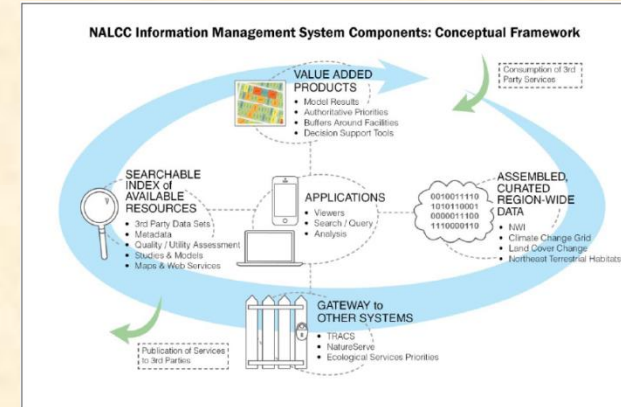 NALCC Information Management System Components: Conceptual Framework
Consumption of 3rd
Party Services
VALUE ADDED
PRODUCTS
• Model Results
• Authoritative Priorities
• Buffers Around Facilities
• Decision Support Tools
SEARCHABLE
INDEX of
AVAILABLE
RESOURCES
• 3rd Party Data Sets
• Metadata
• Quality / Utility Assessment
• Studies & Models
• Maps & Web Services
APPLICATIONS
• Viewers
• Search / Query
• Analysis
0010011110
1010110001
0000011100
1110000110
ASSEMBLED,
CURATED
REGION-WIDE
DATA
• NWI
• Climate Change Grid
• Land Cover Change
• Northeast Terrestrial Habitats
GATEWAY to
OTHER SYSTEMS
• TRACS
• NatureServe
• Ecological Services Priorities
Publication of Services
to 3rd Parties